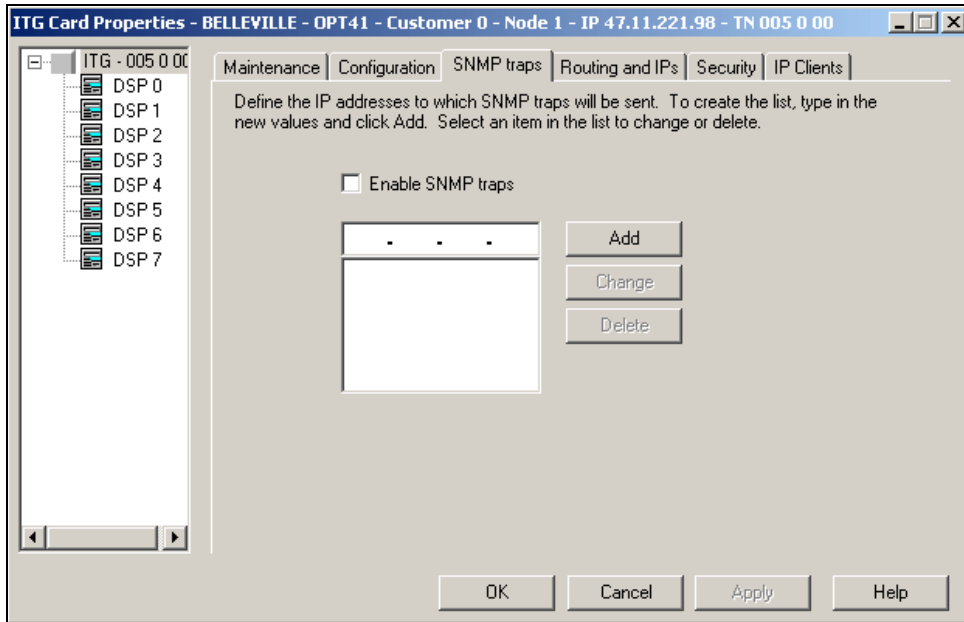 ITG Card Properties - BELLEVILLE - OPT41 - Customer 0 - Node 1 - IP 47.11.221.98 - TN 005 0 00
ITG - 005 0 00
DSP 0
DSP 1
DSP 2
DSP 3
DSP 4
DSP 5
DSP 6
DSP 7
Maintenance Configuration SNMP traps Routing and IPs Security IP Clients
Define the IP addresses to which SNMP traps will be sent. To create the list, type in the
new values and click Add. Select an item in the list to change or delete.
Enable SNMP traps
. . .
Add
Change
Delete
OK Cancel Apply Help